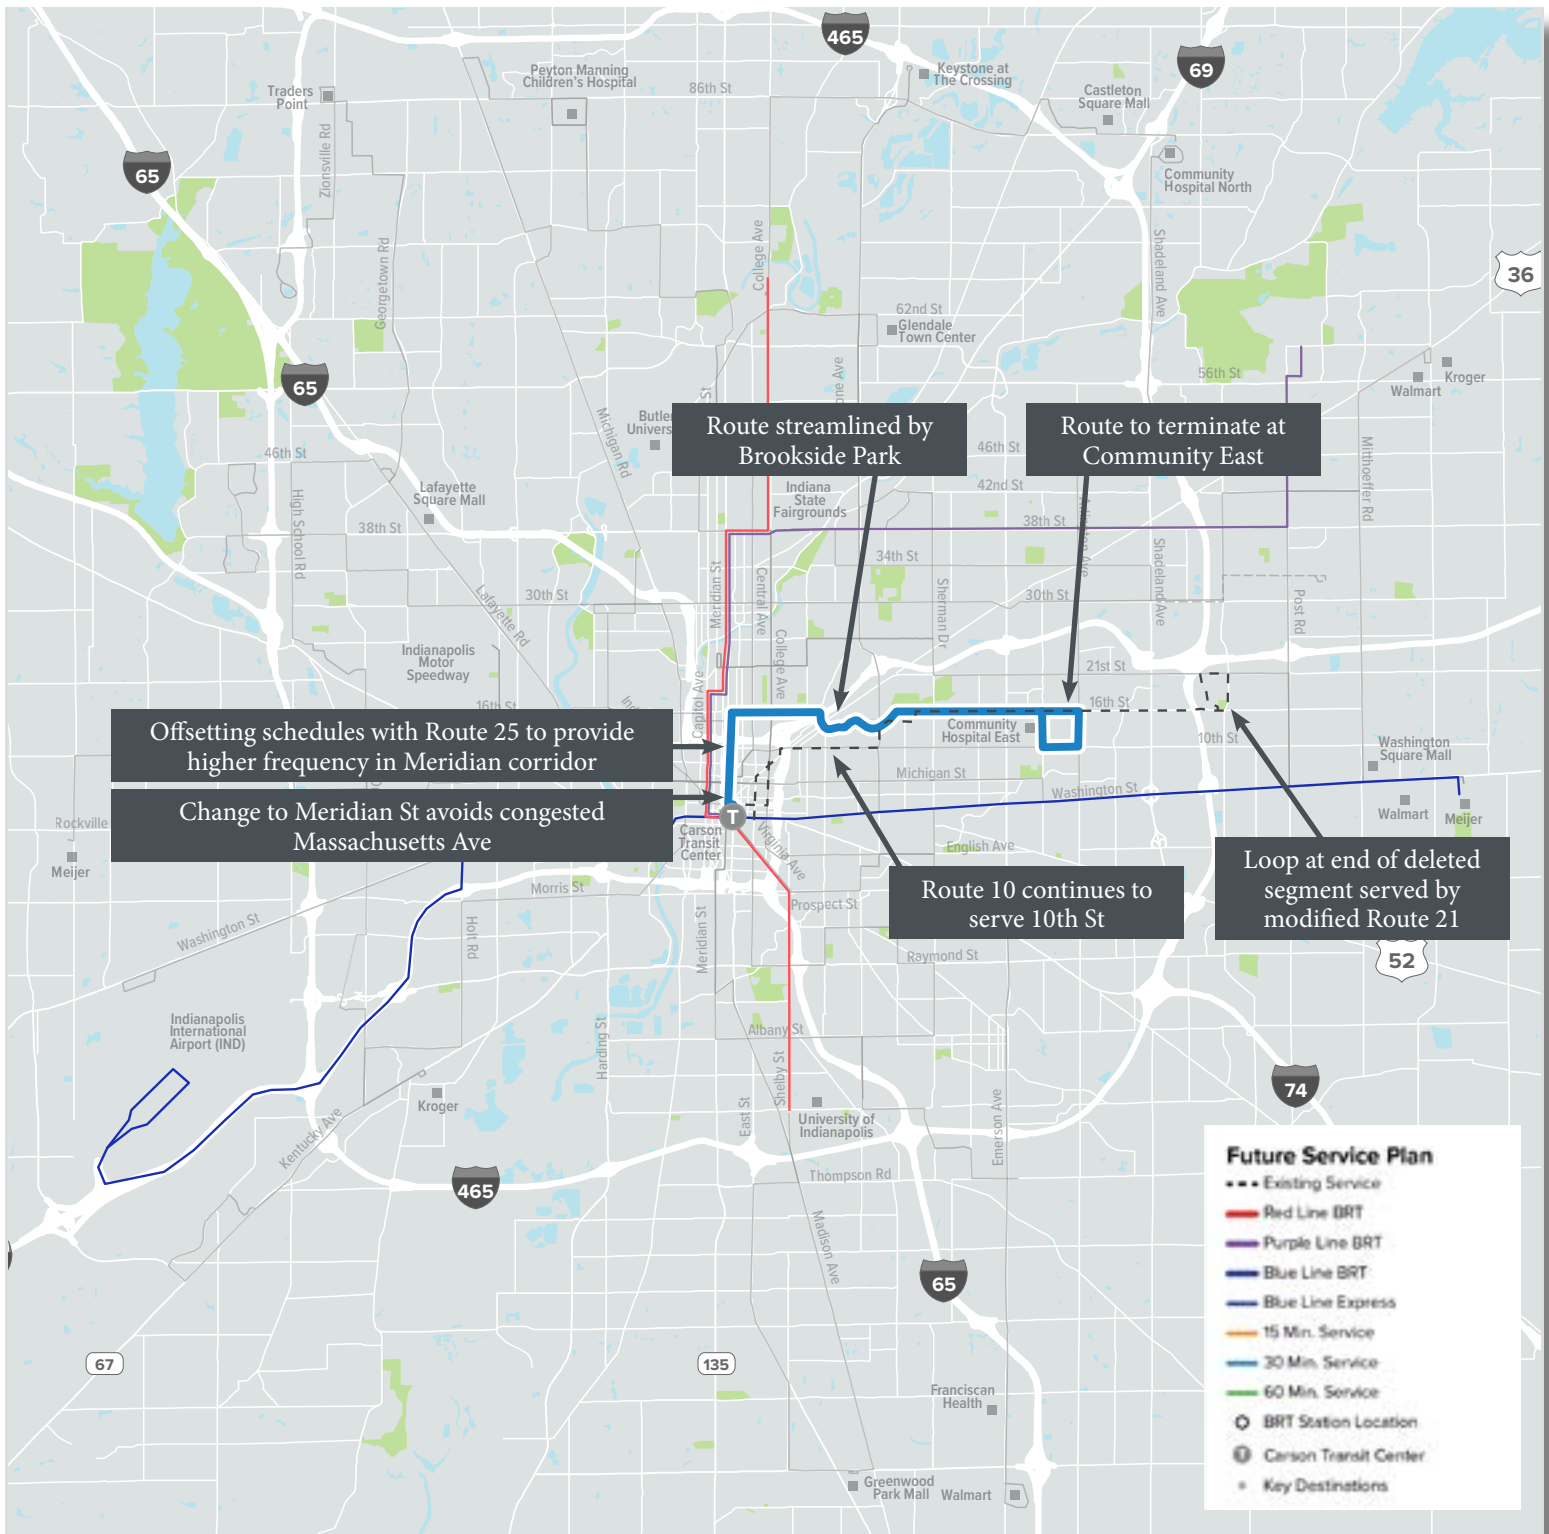 465
69
Peyton Manning
Children's Hospital
86th St
Keystone at
The Crossing
Castleton
Square Mall
Traders
Point
Zionsville Rd
65
Community
Hospital North
Georgetown Rd
College Ave
Shadeland Ave
36
62nd St
Glendale
Town Center
56th St
Kroger
Walmart
65
one Ave
St
Michigan Rd
Butler
Univers
Route streamlined by
Brookside Park
Route to terminate at
Community East
46th St
46th St
Mitthoeffer Rd
Lafayette
Square Mall
High School Rd
38th St
Indiana
State
Fairgrounds
42nd St
38th St
34th St
Shadeland Ave
30th St
30th St
Lafayette Rd
Meridian St
Central Ave
College Ave
Sherman Dr
Post Rd
Indianapolis
Motor
Speedway
21st St
16th St
16th St
Capitol Ave
Offsetting schedules with Route 25 to provide
higher frequency in Meridian corridor
Community
Hospital East
10th St
Washington
Square Mall
Michigan St
Washington St
Change to Meridian St avoids congested
Massachusetts Ave
T
Rockville
Carson
Transit
Center
Virginia Ave
Walmart
Meijer
Meijer
English Ave
Morris St
Route 10 continues to
serve 10th St
Loop at end of deleted
segment served by
modified Route 21
Prospect St
Washington St
Holt Rd
Meridian St
Raymond St
52
Indianapolis
International
Airport (IND)
Harding St
Albany St
Shelby St
Kroger
74
Kentucky Ave
East St
University of
Indianapolis
Emerson Ave
465
Thompson Rd
Madison Ave
65
67
135
Franciscan
Health
Greenwood
Park Mall
Walmart
Future Service Plan
Existing Service
Red Line BRT
Purple Line BRT
Blue Line BRT
Blue Line Express
15 Min. Service
30 Min. Service
60 Min. Service
BRT Station Location
T Carson Transit Center
Key Destinations